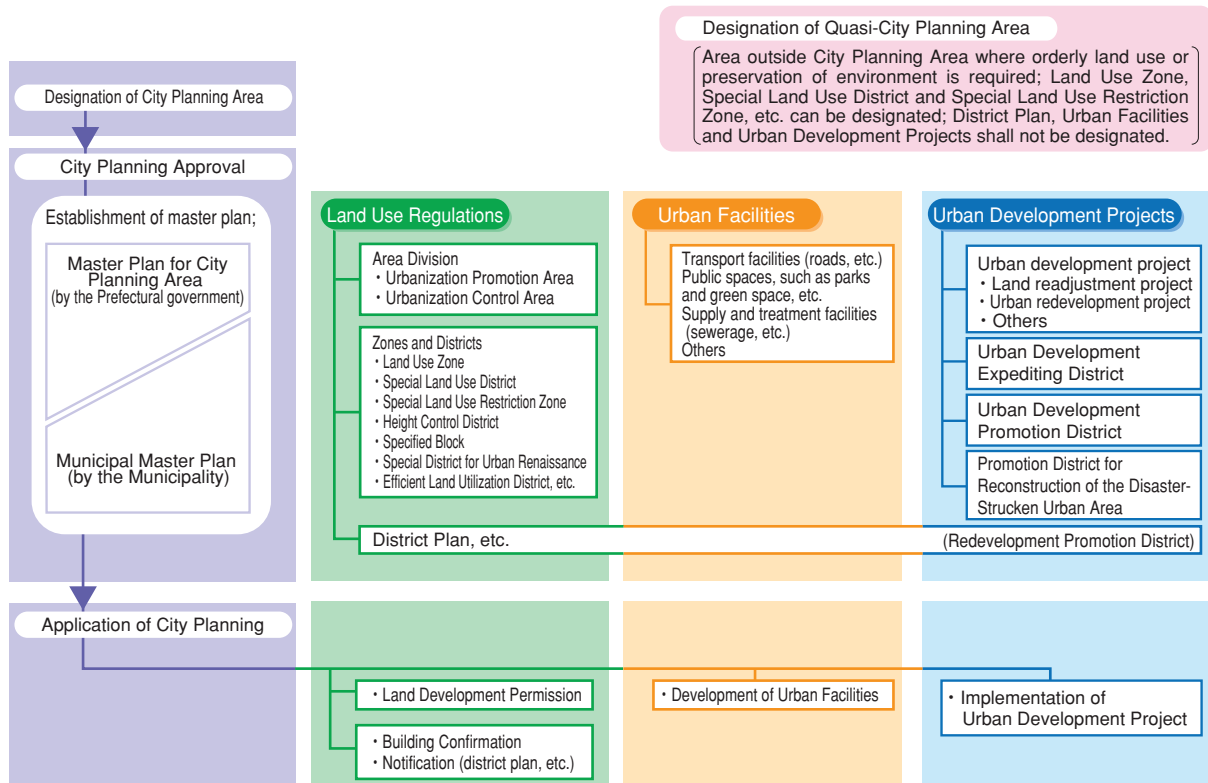 Designation of Quasi-City Planning Area
Area outside City Planning Area where orderly land use or
preservation of environment is required; Land Use Zone,
Special Land Use District and Special Land Use Restriction
Zone, etc. can be designated; District Plan, Urban Facilities
and Urban Development Projects shall not be designated.
Designation of City Planning Area
City Planning Approval
Establishment of master plan;
Master Plan for City
Planning Area
(by the Prefectural government)
Municipal Master Plan
(by the Municipality)
Land Use Regulations
Area Division
・Urbanization Promotion Area
・Urbanization Control Area
Zones and Districts
・Land Use Zone
・Special Land Use District
・Special Land Use Restriction Zone
・Height Control District
・Specified Block
・Special District for Urban Renaissance
・Efficient Land Utilization District, etc.
District Plan, etc.
Urban Facilities
Transport facilities (roads, etc.)
Public spaces, such as parks
and green space, etc.
Supply and treatment facilities
(sewerage, etc.)
Others
Urban Development Projects
Urban development project
・Land readjustment project
・Urban redevelopment project
・Others
Urban Development
Expediting District
Urban Development
Promotion District
Promotion District for
Reconstruction of the Disaster-
Strucken Urban Area
(Redevelopment Promotion District)
Application of City Planning
・Land Development Permission
・Building Confirmation
・Notification (district plan, etc.)
・Development of Urban Facilities
・Implementation of
Urban Development Project